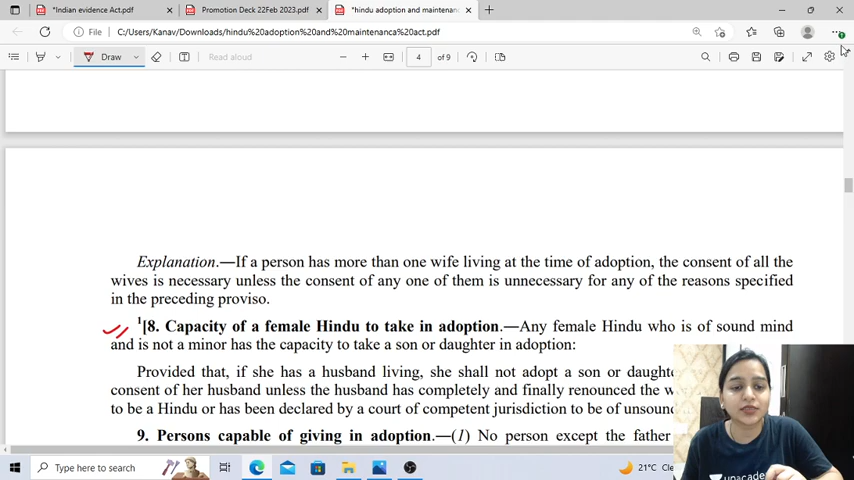 *Indian evidence Act.pdf
Promotion Deck 22Feb 2023.pdf
*hindu adoption and maintenanc
C:/Users/Kanav/Downloads/hindu%20adoption%20and%20maintenanca%20act.pdf
Draw
Read aloud
4
of 9
Explanation.—If a person has more than one wife living at the time of adoption, the consent of all the
wives is necessary unless the consent of any one of them is unnecessary for any of the reasons specified
in the preceding proviso.
1[8. Capacity of a female Hindu to take in adoption.—Any female Hindu who is of sound mind
and is not a minor has the capacity to take a son or daughter in adoption:
Provided that, if she has a husband living, she shall not adopt a son or daught
consent of her husband unless the husband has completely and finally renounced the w
to be a Hindu or has been declared by a court of competent jurisdiction to be of unsoun
9. Persons capable of giving in adoption.—(1) No person except the father
unacad
Type here to search
21°C Cle